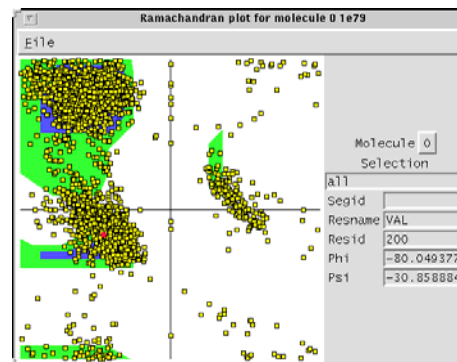 Ramachandran plot for molecule 0 1e79
File
Molecule 0
Selection
all
Segid
Resname VAL
Resid 200
Phi -80.049377
Psi -30.858884